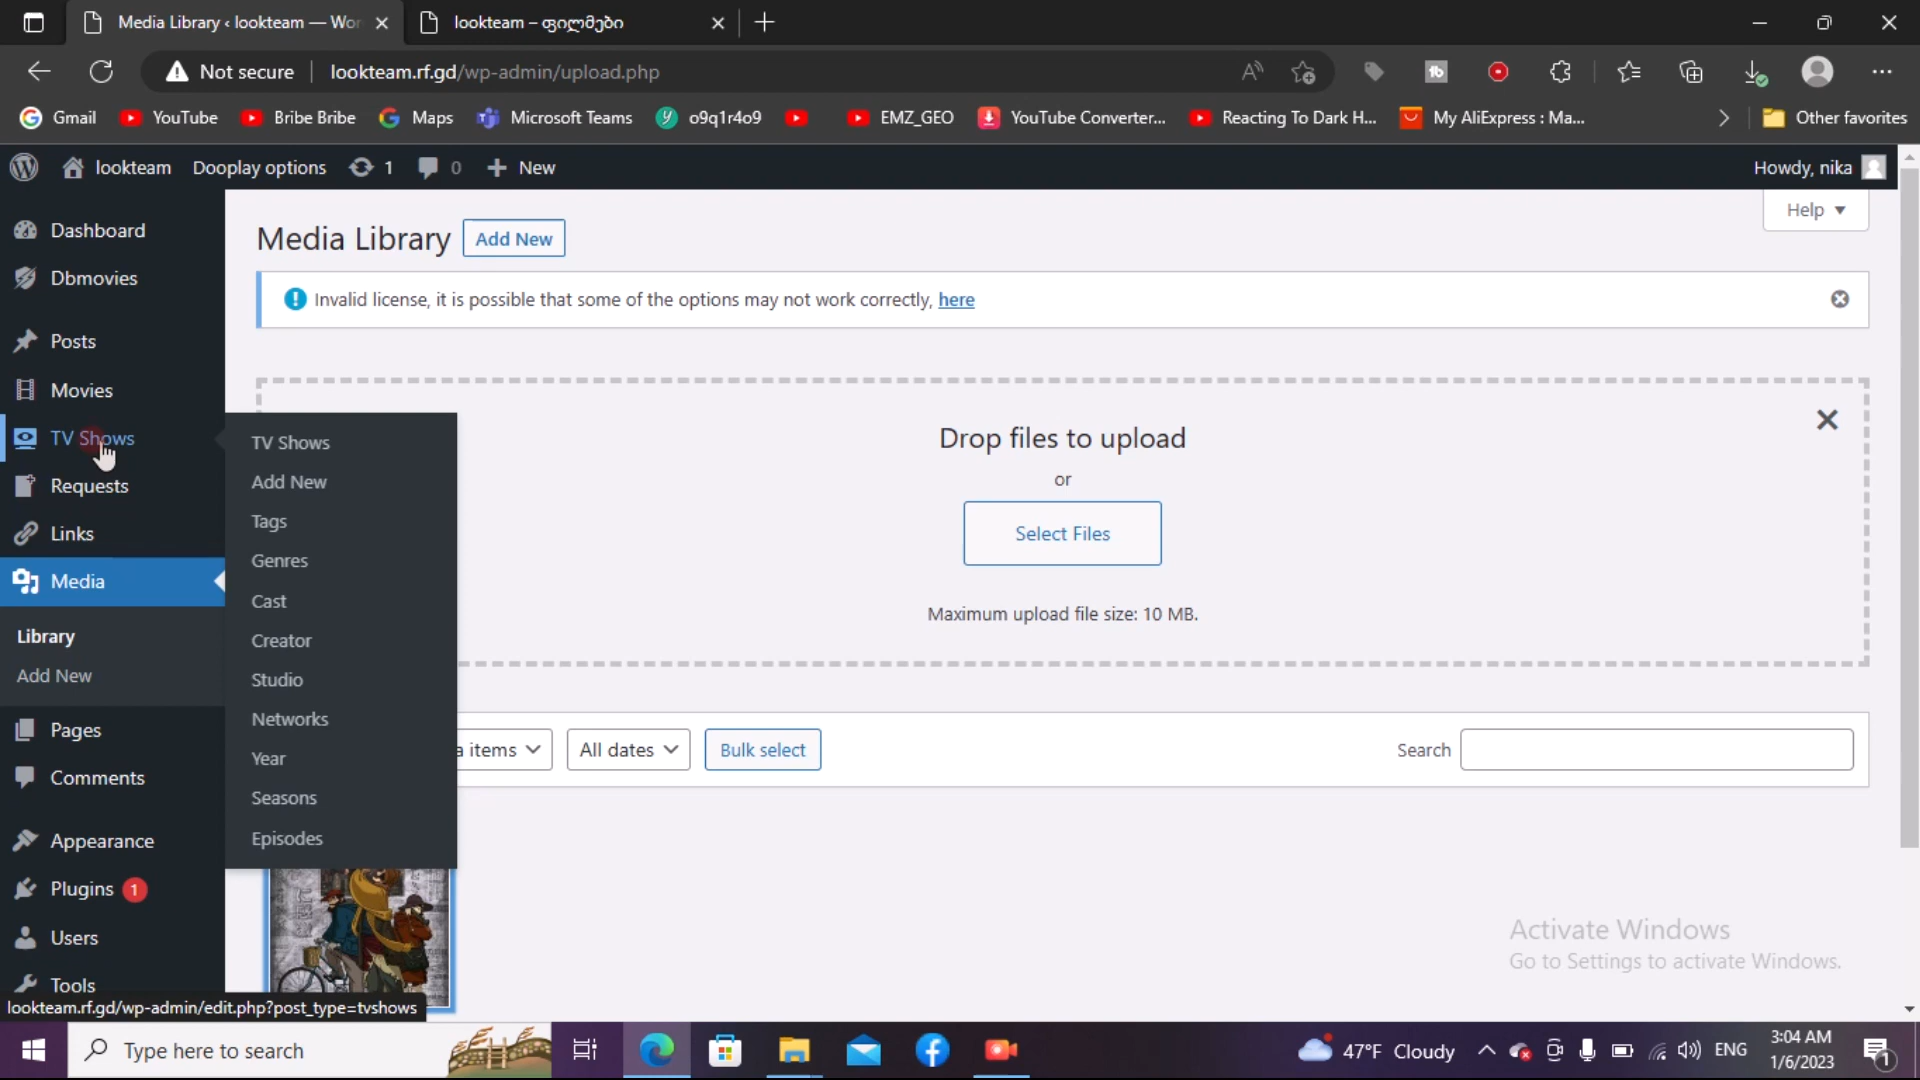 Media Library ‹ lookteam — Wor
lookteam – ფილმები
Not secure
lookteam.rf.gd/wp-admin/upload.php
Gmail
YouTube
Bribe Bribe
Maps
Microsoft Teams
o9q1r4o9
EMZ_GEO
YouTube Converter...
Reacting To Dark H...
My AliExpress : Ma...
Other favorites
lookteam
Dooplay options
1
0
New
Howdy, nika
Help
Dashboard
Dbmovies
Posts
Movies
TV Shows
Requests
Links
Media
Library
Add New
Pages
Comments
Appearance
Plugins 1
Users
Tools
TV Shows
Add New
Tags
Genres
Cast
Creator
Studio
Networks
Year
Seasons
Episodes
Media Library
Add New
Invalid license, it is possible that some of the options may not work correctly, here
Drop files to upload
or
Select Files
Maximum upload file size: 10 MB.
a items
All dates
Bulk select
Search
Activate Windows
Go to Settings to activate Windows.
lookteam.rf.gd/wp-admin/edit.php?post_type=tvshows
Type here to search
47°F Cloudy
ENG
3:04 AM
1/6/2023
1